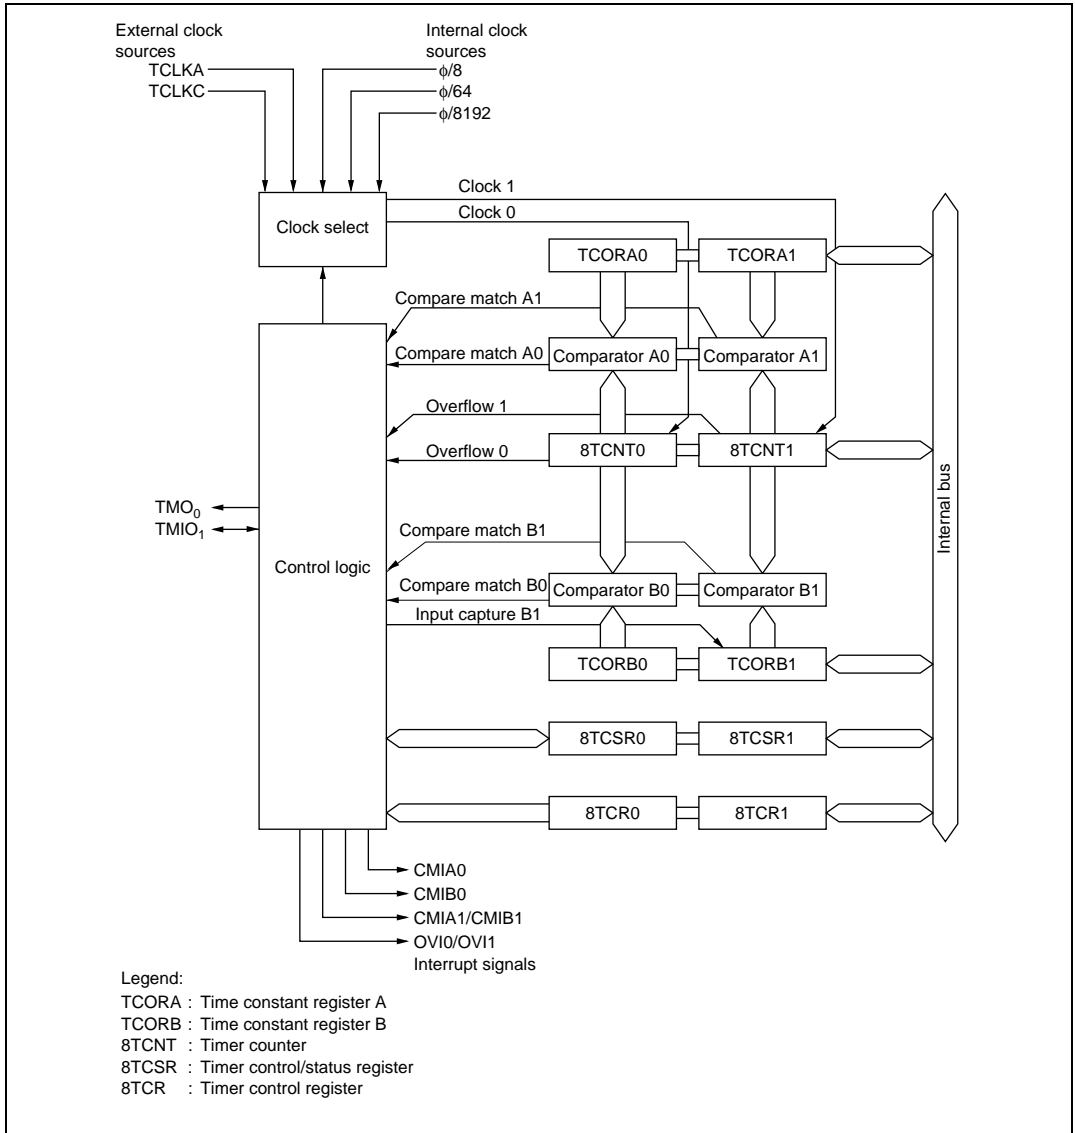 External clock
sources
TCLKA
TCLKC
Internal clock
sources
ϕ/8
ϕ/64
ϕ/8192
Clock 1
Clock 0
Clock select
TCORA0
TCORA1
Compare match A1
Compare match A0
Comparator A0
Comparator A1
Overflow 1
Overflow 0
8TCNT0
8TCNT1
TMO0
TMIO1
Control logic
Internal bus
Compare match B1
Compare match B0
Comparator B0
Comparator B1
Input capture B1
TCORB0
TCORB1
8TCSR0
8TCSR1
8TCR0
8TCR1
CMIA0
CMIB0
CMIA1/CMIB1
OVI0/OVI1
Interrupt signals
Legend:
TCORA : Time constant register A
TCORB : Time constant register B
8TCNT : Timer counter
8TCSR : Timer control/status register
8TCR : Timer control register